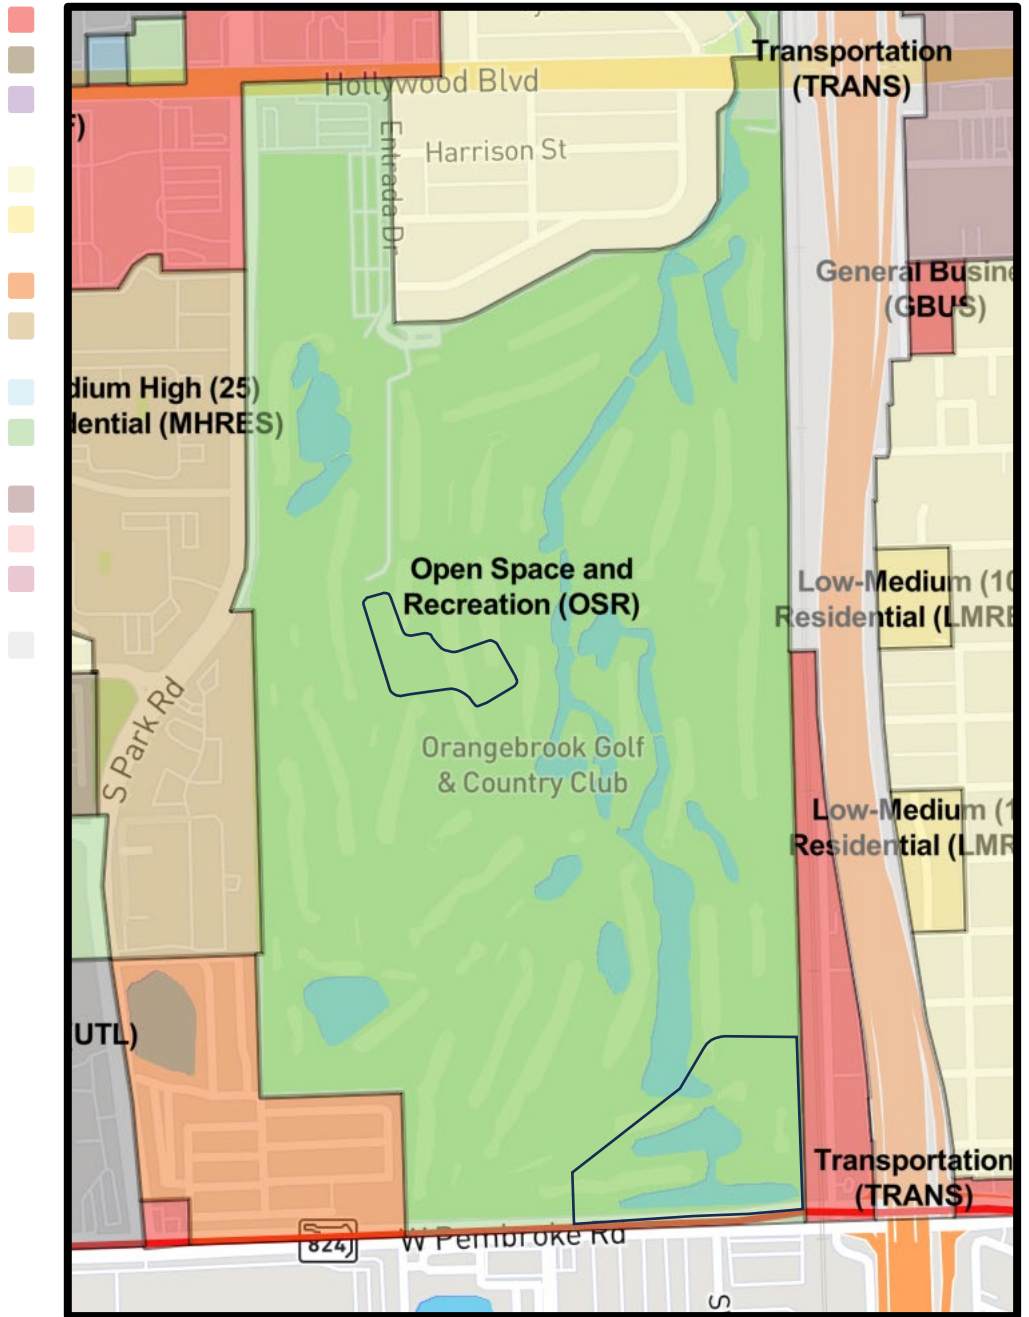 Transportation
(TRANS)
Hollywood Blvd
F)
Entrada Dr
Harrison St
General Busine
(GBUS)
dium High (25)
dential (MHRES)
Open Space and
Recreation (OSR)
Low-Medium (10
Residential (LMRE
S Park Rd
Orangebrook Golf
& Country Club
Low-Medium (1
Residential (LMR
(UTL)
Transportation
(TRANS)
824
W Pembroke Rd
S